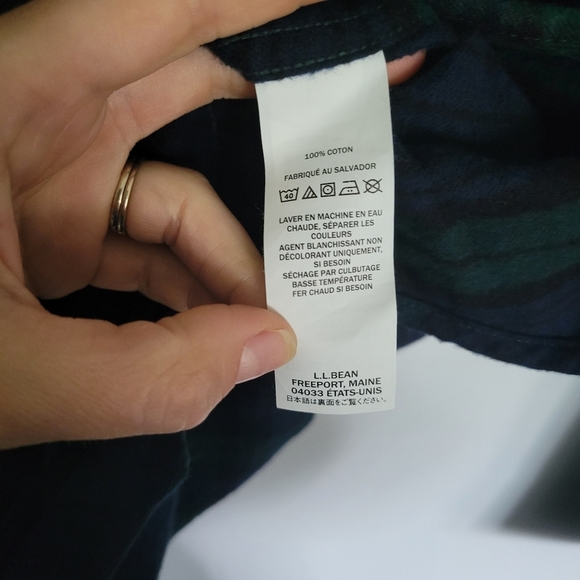 100% COTON
FABRIQUÉ AU SALVADOR
40
LAVER EN MACHINE EN EAU
CHAUDE, SÉPARER LES
COULEURS
AGENT BLANCHISSANT NON
DÉCOLORANT UNIQUEMENT,
SI BESOIN
SÉCHAGE PAR CULBUTAGE
BASSE TEMPÉRATURE
FER CHAUD SI BESOIN
L.L.BEAN
FREEPORT, MAINE
04033 ÉTATS-UNIS
日本語は裏面をご覧ください。